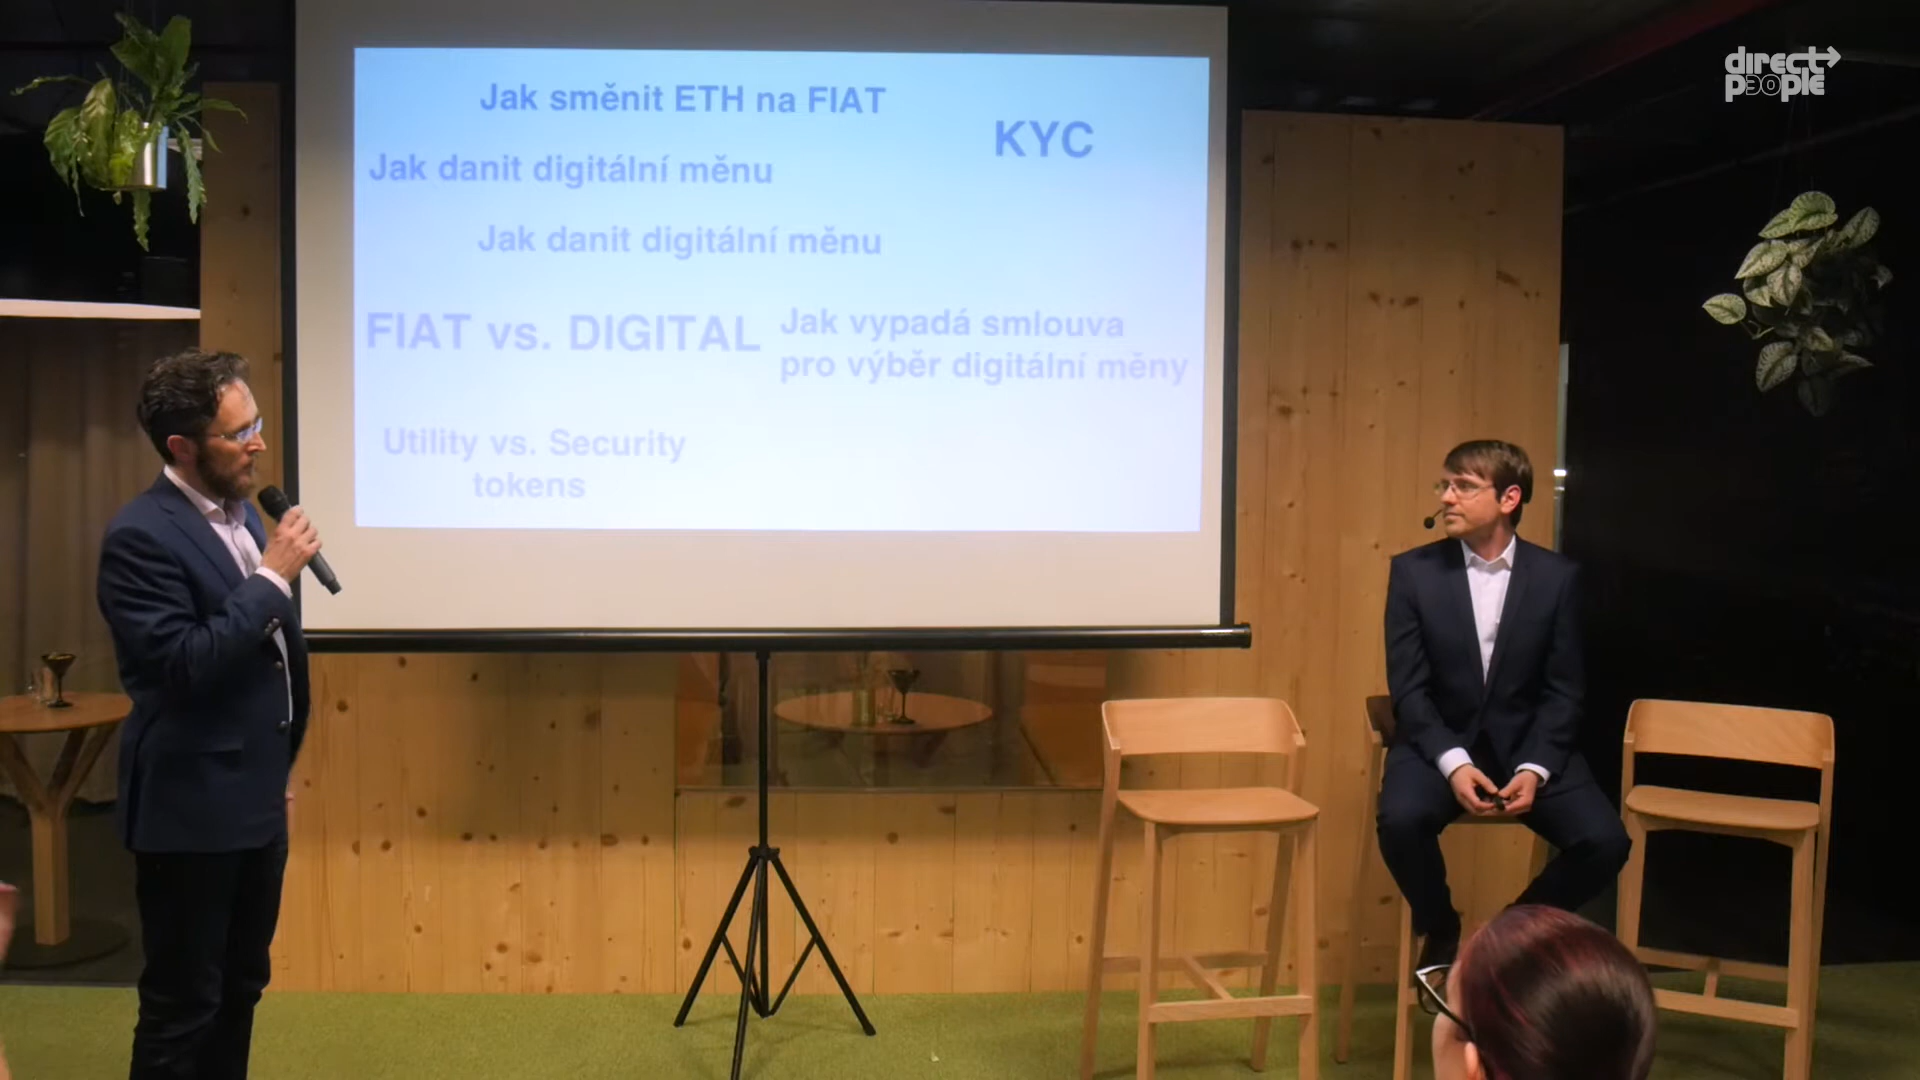 direct
people
Jak směnit ETH na FIAT
KYC
Jak danit digitální měnu
Jak danit digitální měnu
FIAT vs. DIGITAL
Jak vypadá smlouva
pro výběr digitální měny
Utility vs. Security
tokens